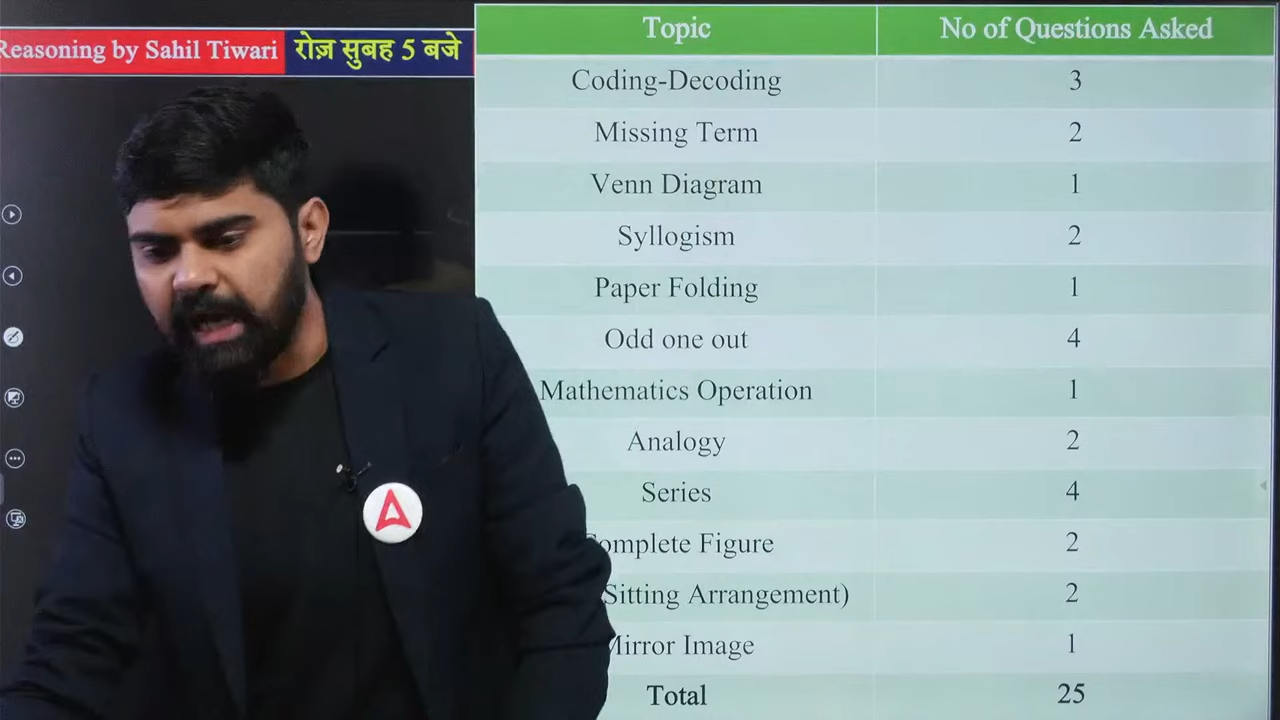 Reasoning by Sahil Tiwari रोज़ सुबह 5 बजे
Topic No of Questions Asked
Coding-Decoding 3
Missing Term 2
Venn Diagram 1
Syllogism 2
Paper Folding 1
Odd one out 4
Mathematics Operation 1
Analogy 2
Series 4
Complete Figure 2
(Sitting Arrangement) 2
Mirror Image 1
Total 25